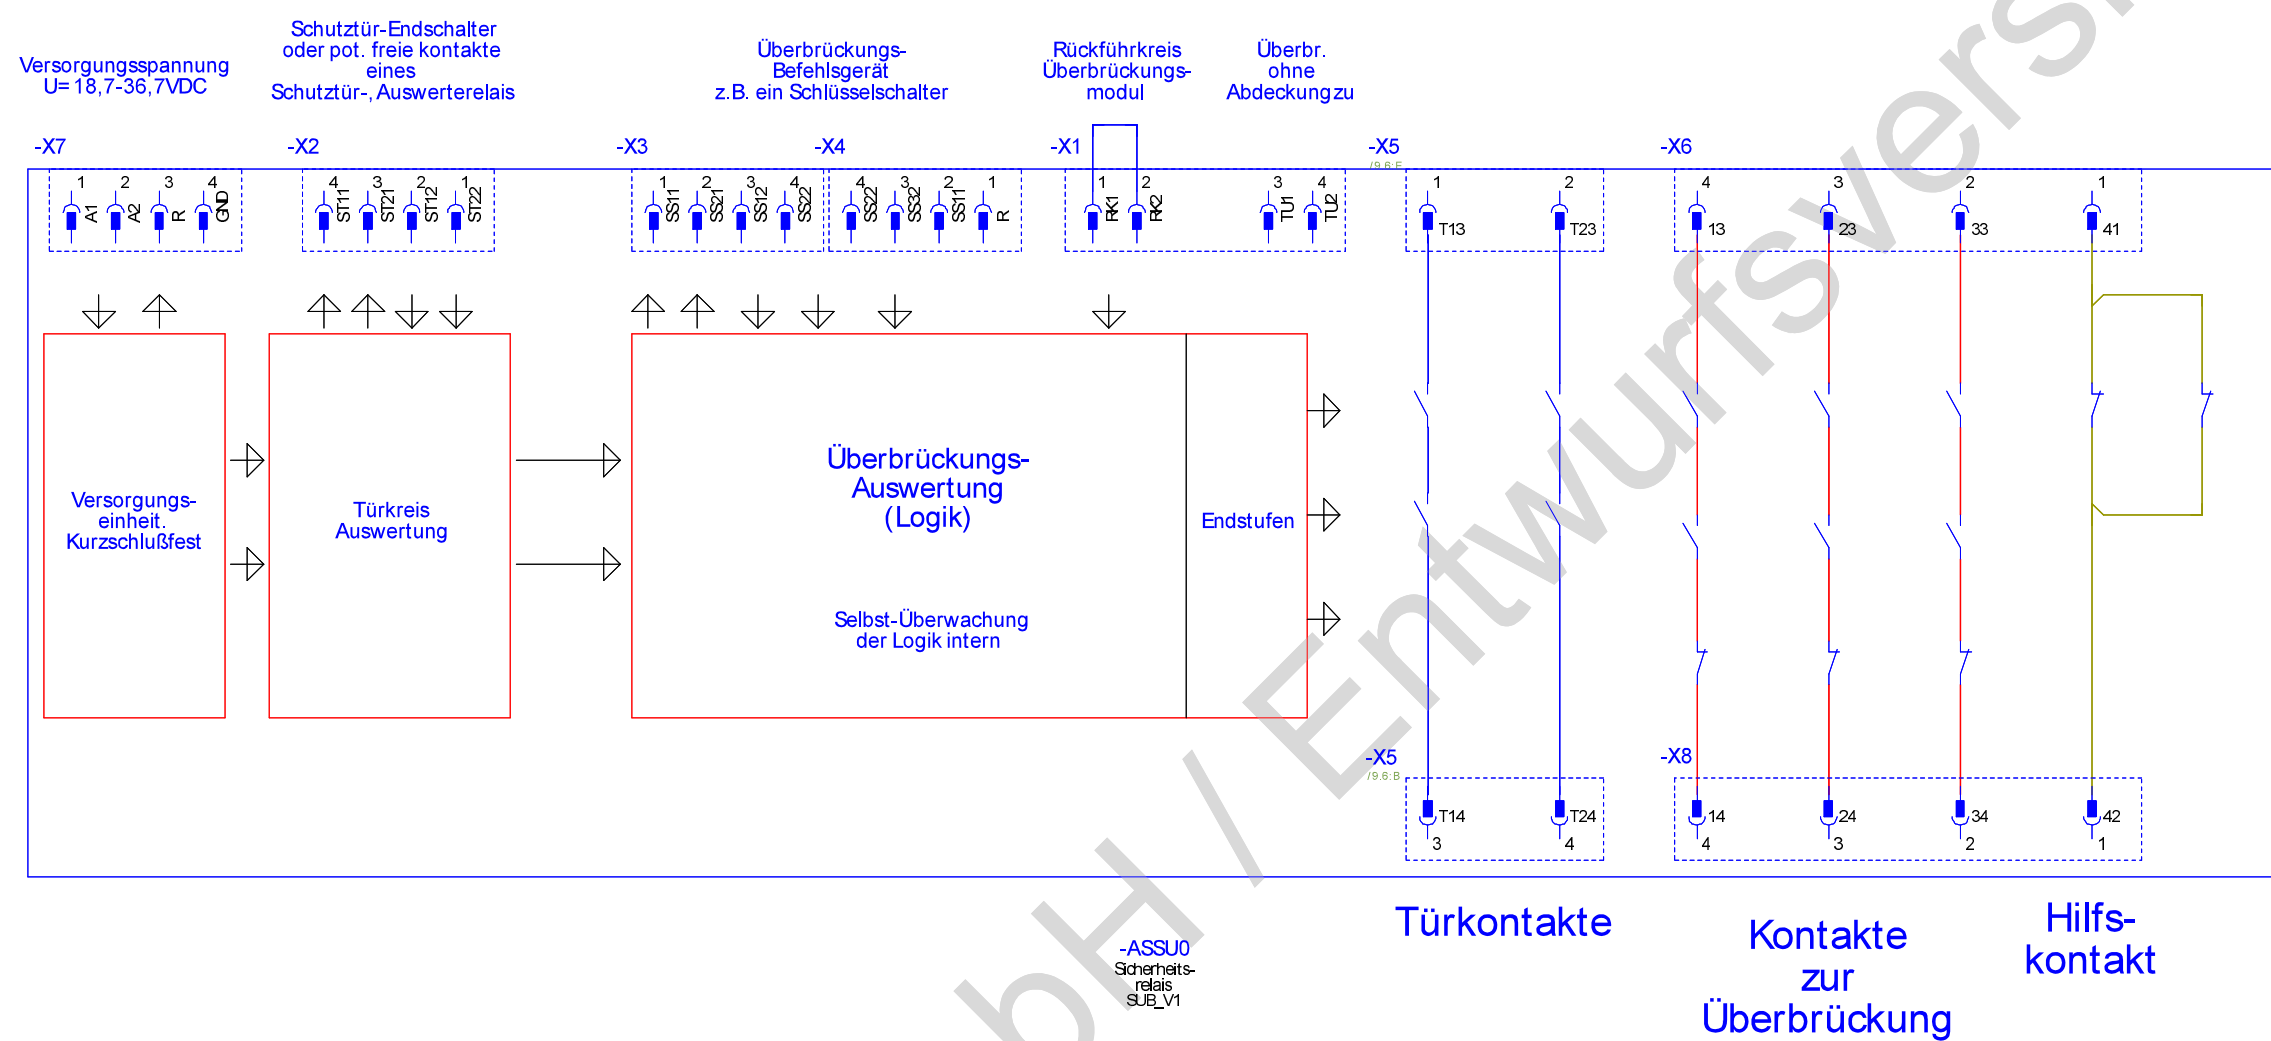 Versorgungsspannung
U= 18,7-36,7VDC
Schutztür-Endschalter
oder pot. freie kontakte
eines
Schutztür-, Auswerterelais
Überbrückungs-
Befehlsgerät
z.B. ein Schlüsselschalter
Rückführkreis
Überbrückungs-
modul
Überbr.
ohne
Abdeckung zu
-X7
-X2
-X3
-X4
-X1
-X5
/9.6:E
-X6
1 2 3 4
A1 A2 R GND
4 3 2 1
ST11 ST21 ST12 ST22
1 2 3 4
SS11 SS21 SS12 SS22
4 3 2 1
SS22 SS32 SS11 R
1 2 3 4
RK1 RK2 TU1 TU2
1 2
T13 T23
4 3 2 1
13 23 33 41
Versorgungs-
einheit.
Kurzschlußfest
Türkreis
Auswertung
Überbrückungs-
Auswertung
(Logik)
Selbst-Überwachung
der Logik intern
Endstufen
-X5
/9.6:B
-X8
T14 T24
3 4
14 24 34 42
4 3 2 1
Türkontakte
Kontakte
zur
Überbrückung
Hilfs-
kontakt
-ASSU0
Sicherheits-
relais
SUB_V1
bH / Entwurfsvers